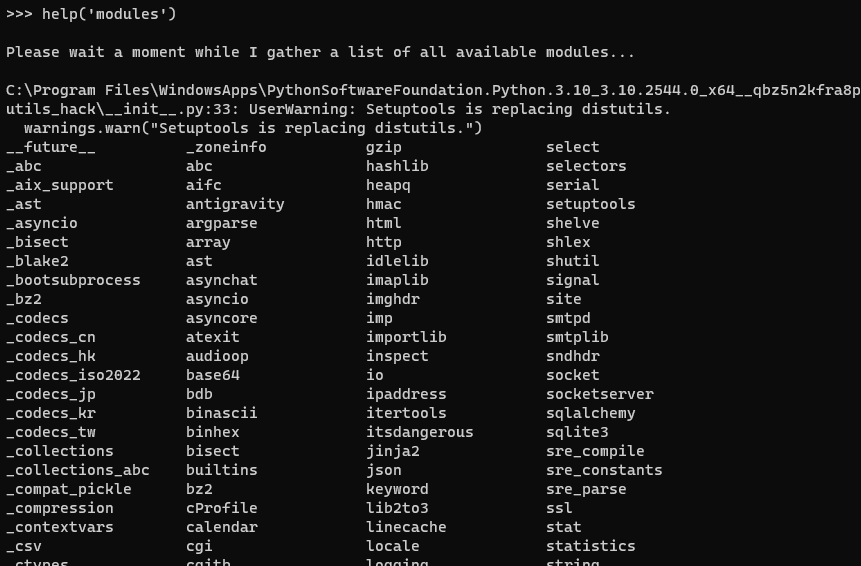 >>> help('modules')
Please wait a moment while I gather a list of all available modules...
C:\Program Files\WindowsApps\PythonSoftwareFoundation.Python.3.10_3.10.2544.0_x64__qbz5n2kfra8p
utils_hack\__init__.py:33: UserWarning: Setuptools is replacing distutils.
  warnings.warn("Setuptools is replacing distutils.")
__future__          _zoneinfo           gzip                select
_abc                abc                 hashlib             selectors
_aix_support        aifc                heapq               serial
_ast                antigravity         hmac                setuptools
_asyncio            argparse            html                shelve
_bisect             array               http                shlex
_blake2             ast                 idlelib             shutil
_bootsubprocess     asynchat            imaplib             signal
_bz2                asyncio             imghdr              site
_codecs             asyncore            imp                 smtpd
_codecs_cn          atexit              importlib           smtplib
_codecs_hk          audioop             inspect             sndhdr
_codecs_iso2022     base64              io                  socket
_codecs_jp          bdb                 ipaddress           socketserver
_codecs_kr          binascii            itertools           sqlalchemy
_codecs_tw          binhex              itsdangerous        sqlite3
_collections        bisect              jinja2              sre_compile
_collections_abc    builtins            json                sre_constants
_compat_pickle      bz2                 keyword             sre_parse
_compression        cProfile            lib2to3             ssl
_contextvars        calendar            linecache           stat
_csv                cgi                 locale              statistics
_ctypes             cgitb               logging             string